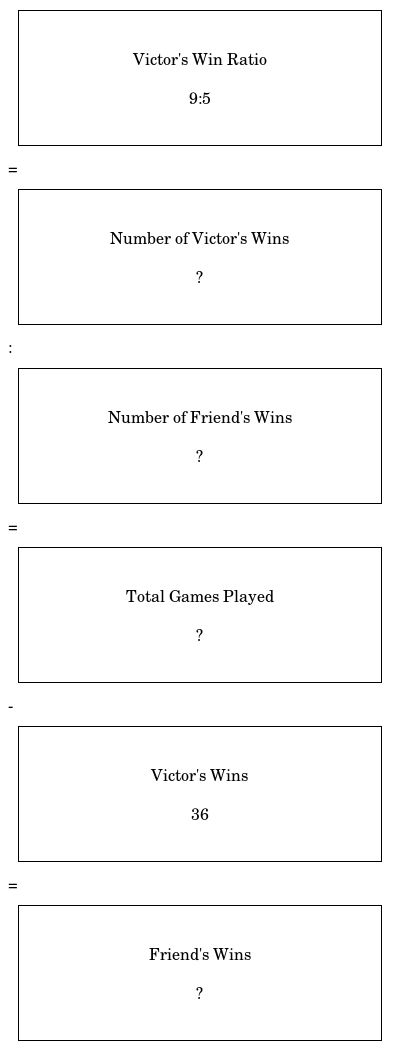 Victor's Win Ratio
9:5
=
Number of Victor's Wins
?
:
Number of Friend's Wins
?
=
Total Games Played
?
-
Victor's Wins
36
=
Friend's Wins
?